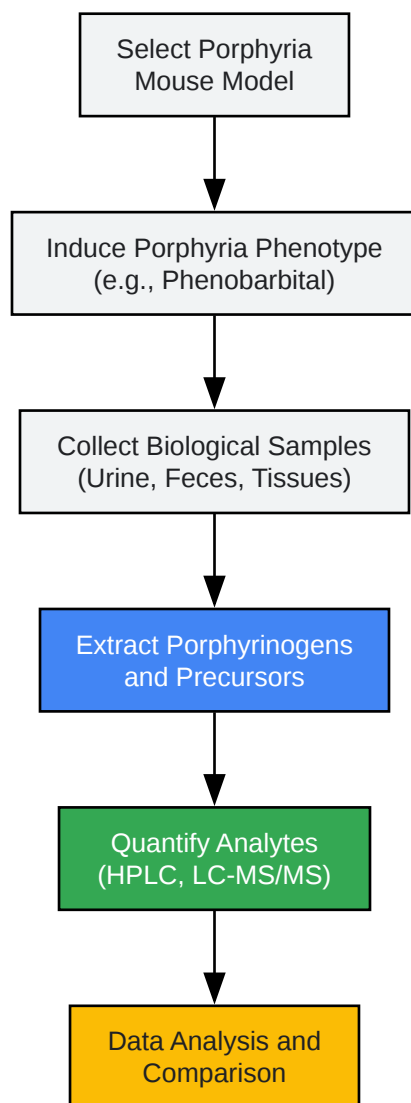 Select Porphyria
Mouse Model
Induce Porphyria Phenotype
(e.g., Phenobarbital)
Collect Biological Samples
(Urine, Feces, Tissues)
Extract Porphyrinogens
and Precursors
Quantify Analytes
(HPLC, LC-MS/MS)
Data Analysis and
Comparison